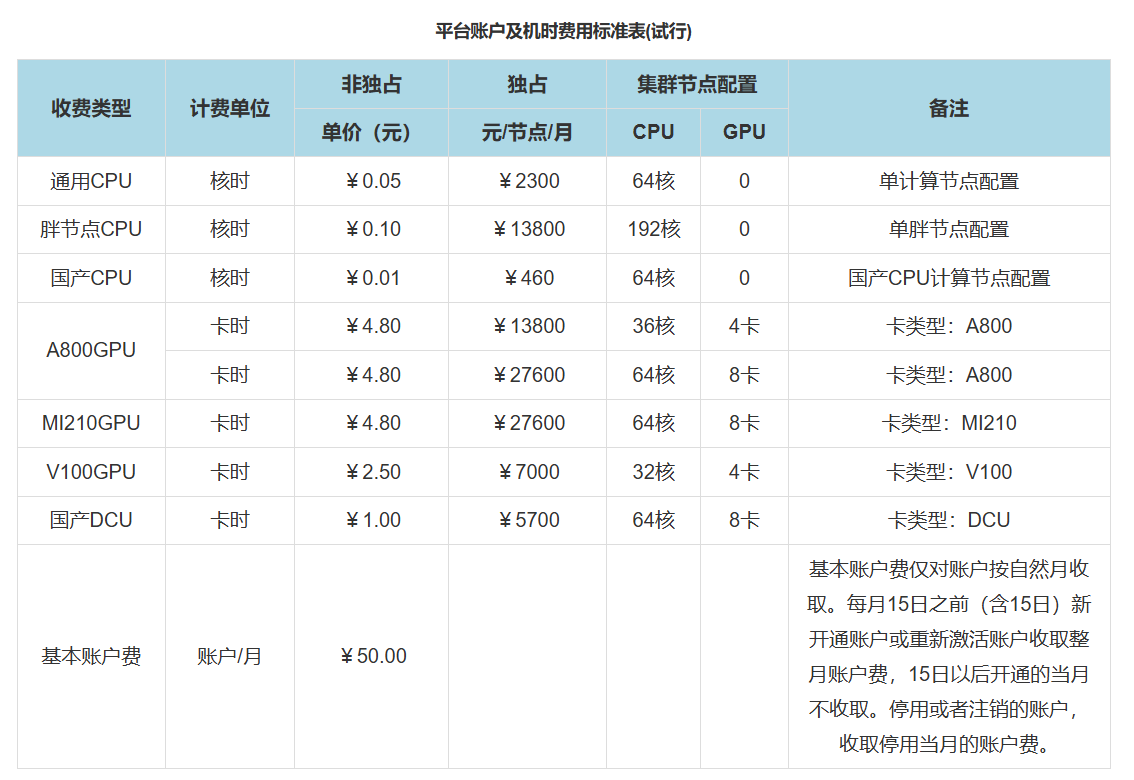 平台账户及机时费用标准表(试行)
收费类型 计费单位 非独占 独占 集群节点配置 备注
单价（元） 元/节点/月 CPU GPU
通用CPU 核时 ￥0.05 ￥2300 64核 0 单计算节点配置
胖节点CPU 核时 ￥0.10 ￥13800 192核 0 单胖节点配置
国产CPU 核时 ￥0.01 ￥460 64核 0 国产CPU计算节点配置
A800GPU 卡时 ￥4.80 ￥13800 36核 4卡 卡类型：A800
卡时 ￥4.80 ￥27600 64核 8卡 卡类型：A800
MI210GPU 卡时 ￥4.80 ￥27600 64核 8卡 卡类型：MI210
V100GPU 卡时 ￥2.50 ￥7000 32核 4卡 卡类型：V100
国产DCU 卡时 ￥1.00 ￥5700 64核 8卡 卡类型：DCU
基本账户费 账户/月 ￥50.00
基本账户费仅对账户按自然月收
取。每月15日之前（含15日）新
开通账户或重新激活账户收取整
月账户费，15日以后开通的当月
不收取。停用或者注销的账户，
收取停用当月的账户费。